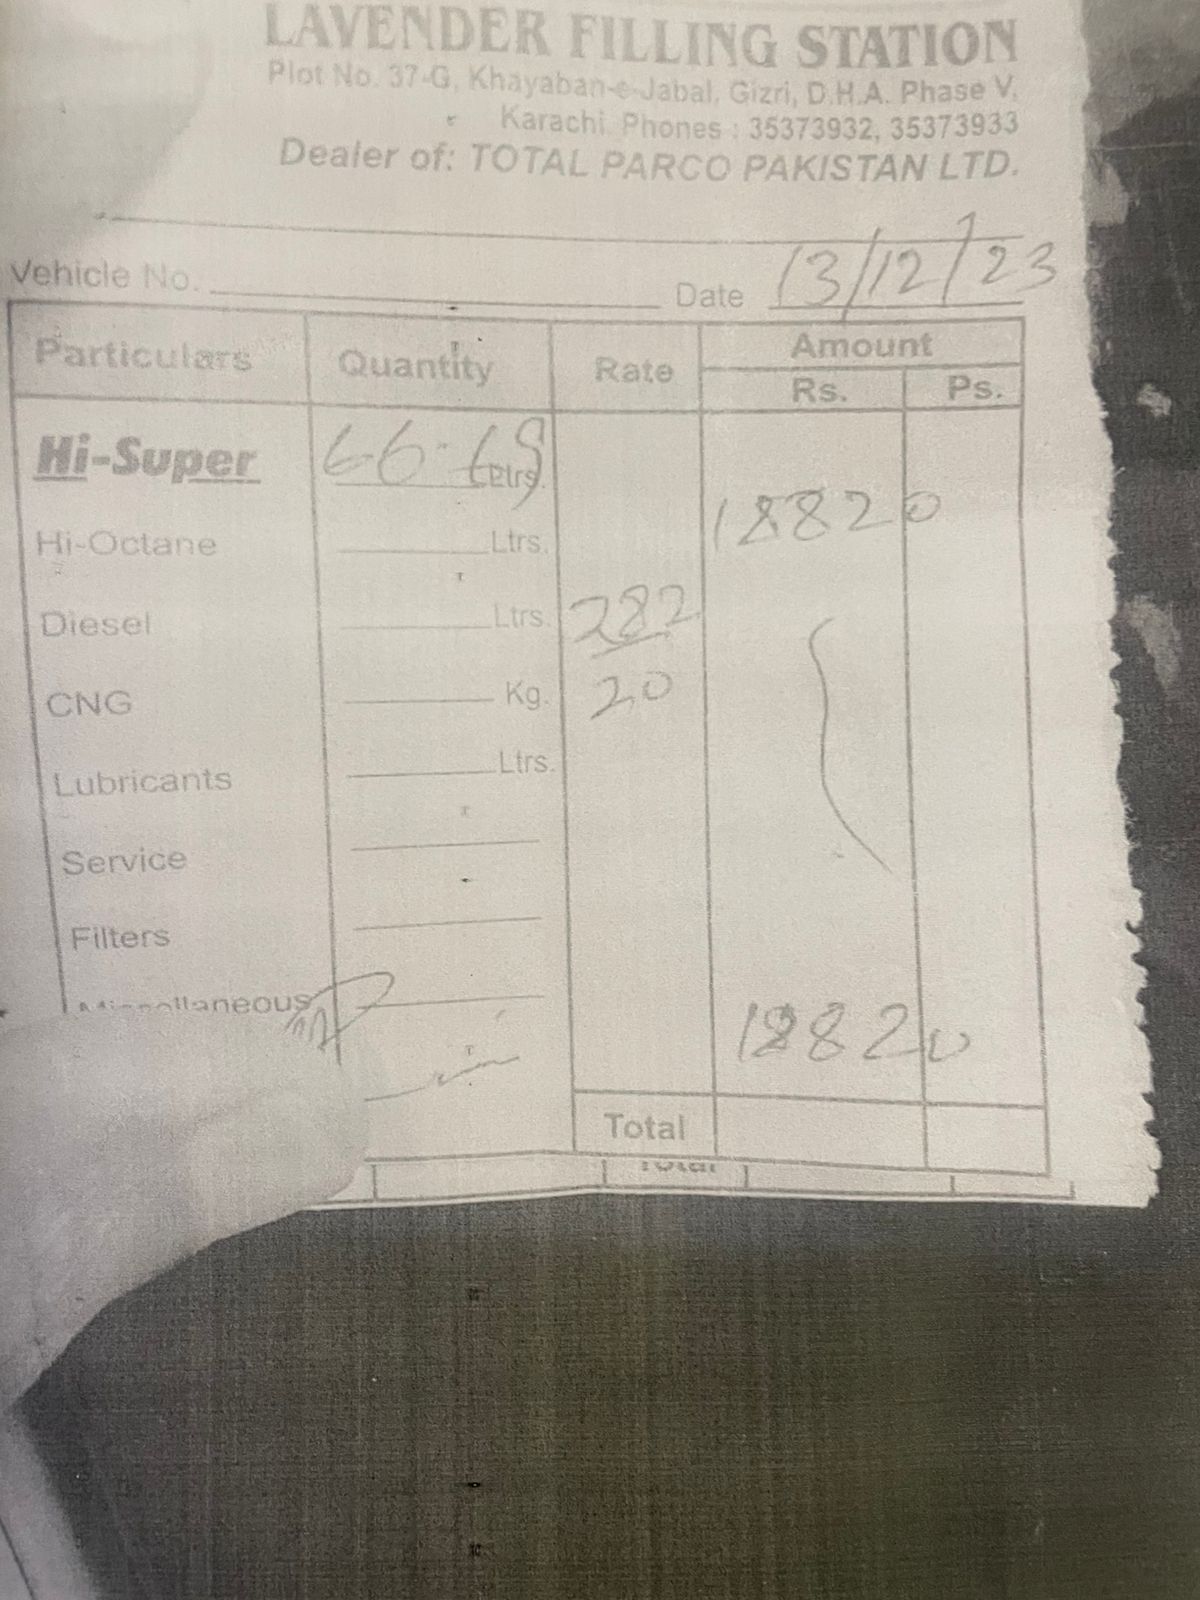 LAVENDER FILLING STATION
Plot No. 37-G, Khayaban-e-Jabal, Gizri, D.H.A. Phase V,
Karachi. Phones : 35373932, 35373933
Dealer of: TOTAL PARCO PAKISTAN LTD.
Vehicle No. Date 13/12/23
Particulars Quantity Rate Amount
Rs. Ps.
Hi-Super 66. Ltrs.
18820
Hi-Octane Ltrs.
Diesel Ltrs. 282
CNG Kg. 20
Lubricants Ltrs.
Service
Filters
Miscellaneous
18820
Total
Total